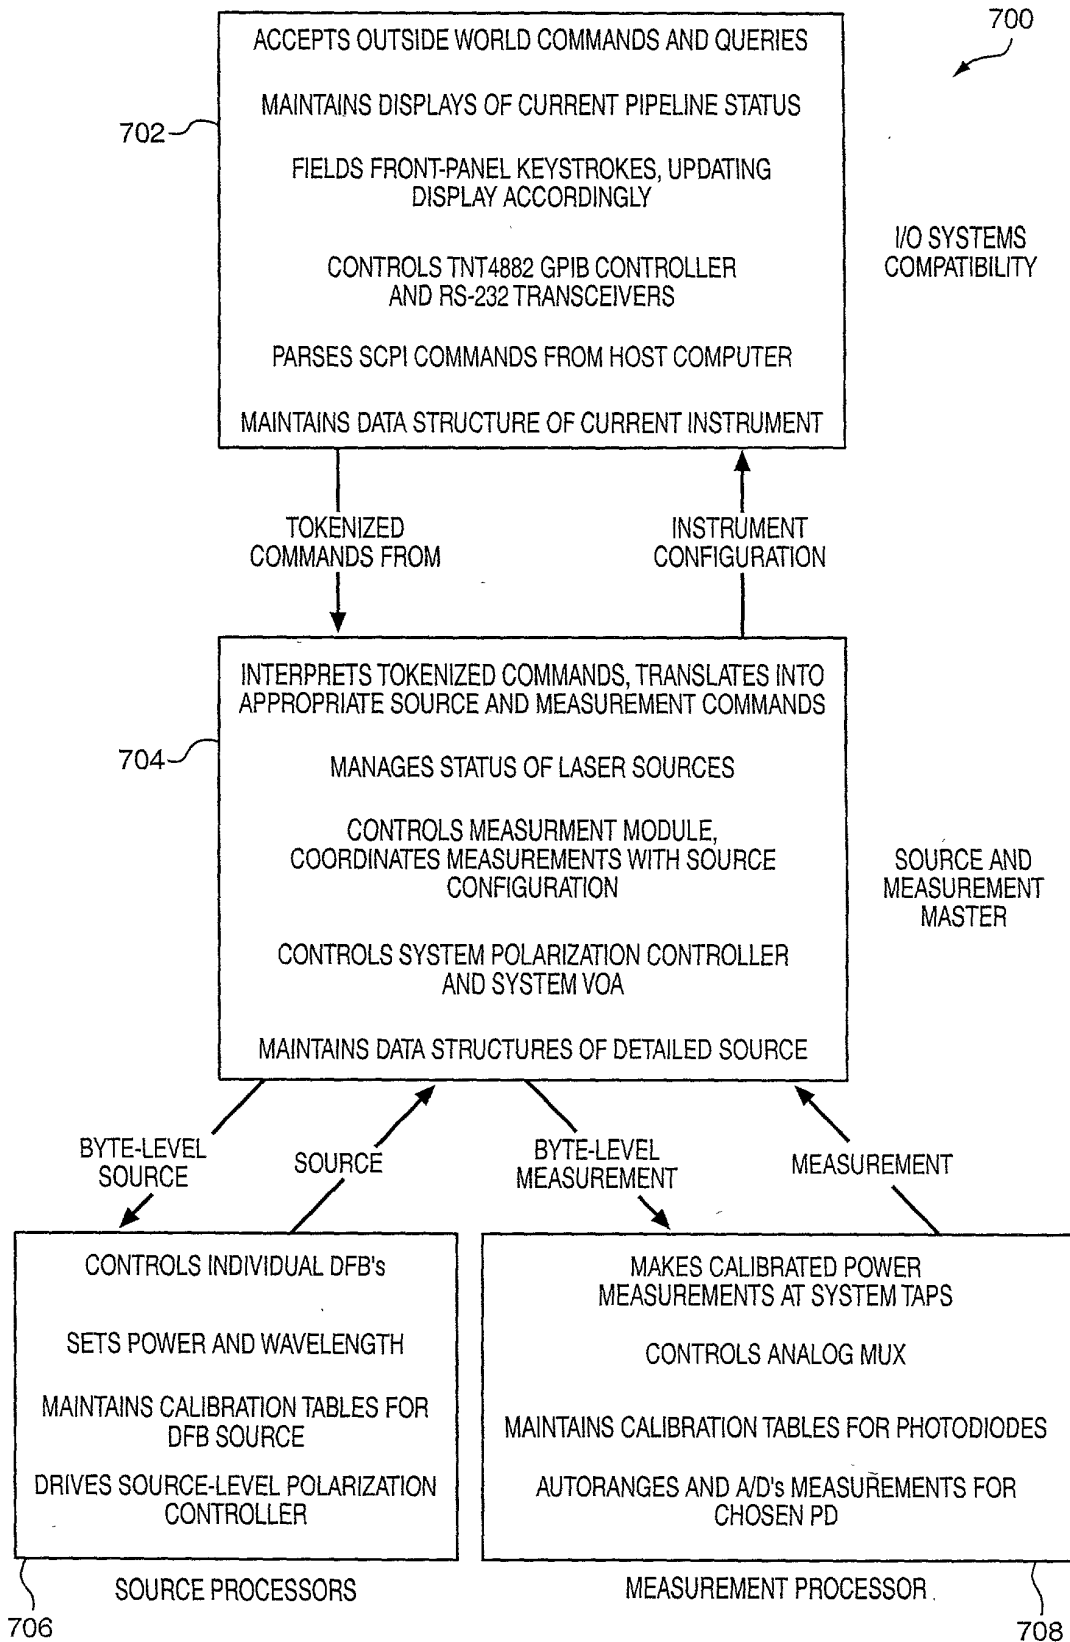 700
ACCEPTS OUTSIDE WORLD COMMANDS AND QUERIES
MAINTAINS DISPLAYS OF CURRENT PIPELINE STATUS
702
FIELDS FRONT-PANEL KEYSTROKES, UPDATING
DISPLAY ACCORDINGLY
I/O SYSTEMS
COMPATIBILITY
CONTROLS TNT4882 GPIB CONTROLLER
AND RS-232 TRANSCEIVERS
PARSES SCPI COMMANDS FROM HOST COMPUTER
MAINTAINS DATA STRUCTURE OF CURRENT INSTRUMENT
TOKENIZED
COMMANDS FROM
INSTRUMENT
CONFIGURATION
INTERPRETS TOKENIZED COMMANDS, TRANSLATES INTO
APPROPRIATE SOURCE AND MEASUREMENT COMMANDS
704
MANAGES STATUS OF LASER SOURCES
CONTROLS MEASURMENT MODULE,
COORDINATES MEASUREMENTS WITH SOURCE
CONFIGURATION
SOURCE AND
MEASUREMENT
MASTER
CONTROLS SYSTEM POLARIZATION CONTROLLER
AND SYSTEM VOA
MAINTAINS DATA STRUCTURES OF DETAILED SOURCE
BYTE-LEVEL
SOURCE
SOURCE
BYTE-LEVEL
MEASUREMENT
MEASUREMENT
CONTROLS INDIVIDUAL DFB's
SETS POWER AND WAVELENGTH
MAINTAINS CALIBRATION TABLES FOR
DFB SOURCE
DRIVES SOURCE-LEVEL POLARIZATION
CONTROLLER
SOURCE PROCESSORS
706
MAKES CALIBRATED POWER
MEASUREMENTS AT SYSTEM TAPS
CONTROLS ANALOG MUX
MAINTAINS CALIBRATION TABLES FOR PHOTODIODES
AUTORANGES AND A/D's MEASUREMENTS FOR
CHOSEN PD
MEASUREMENT PROCESSOR
708